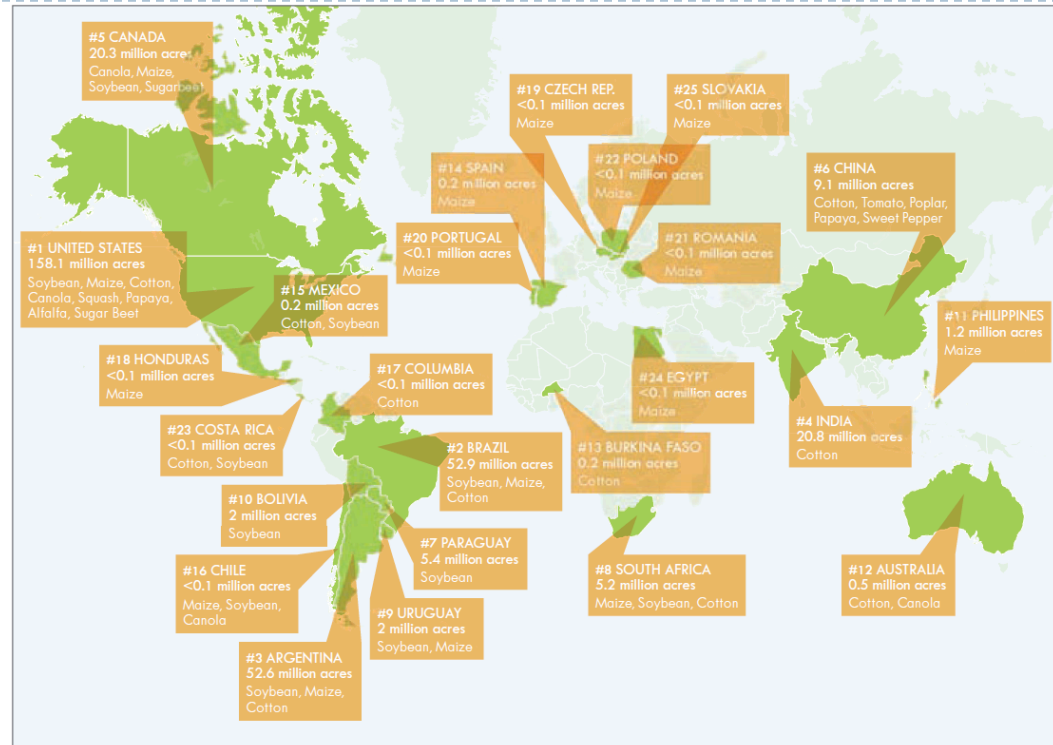 #5 CANADA
20.3 million acres
Canola, Maize,
Soybean, Sugarbeet
#19 CZECH REP.
<0.1 million acres
Maize
#25 SLOVAKIA
<0.1 million acres
Maize
#14 SPAIN
0.2 million acres
Maize
#22 POLAND
<0.1 million acres
Maize
#6 CHINA
9.1 million acres
Cotton, Tomato, Poplar,
Papaya, Sweet Pepper
#1 UNITED STATES
158.1 million acres
Soybean, Maize, Cotton,
Canola, Squash, Papaya,
Alfalfa, Sugar Beet
#20 PORTUGAL
<0.1 million acres
Maize
#21 ROMANIA
<0.1 million acres
Maize
#15 MEXICO
0.2 million acres
Cotton, Soybean
#11 PHILIPPINES
1.2 million acres
Maize
#18 HONDURAS
<0.1 million acres
Maize
#17 COLUMBIA
<0.1 million acres
Cotton
#24 EGYPT
<0.1 million acres
Maize
#23 COSTA RICA
<0.1 million acres
Cotton, Soybean
#2 BRAZIL
52.9 million acres
Soybean, Maize,
Cotton
#13 BURKINA FASO
0.2 million acres
Cotton
#4 INDIA
20.8 million acres
Cotton
#10 BOLIVIA
2 million acres
Soybean
#7 PARAGUAY
5.4 million acres
Soybean
#16 CHILE
<0.1 million acres
Maize, Soybean,
Canola
#8 SOUTH AFRICA
5.2 million acres
Maize, Soybean, Cotton
#12 AUSTRALIA
0.5 million acres
Cotton, Canola
#9 URUGUAY
2 million acres
Soybean, Maize
#3 ARGENTINA
52.6 million acres
Soybean, Maize,
Cotton